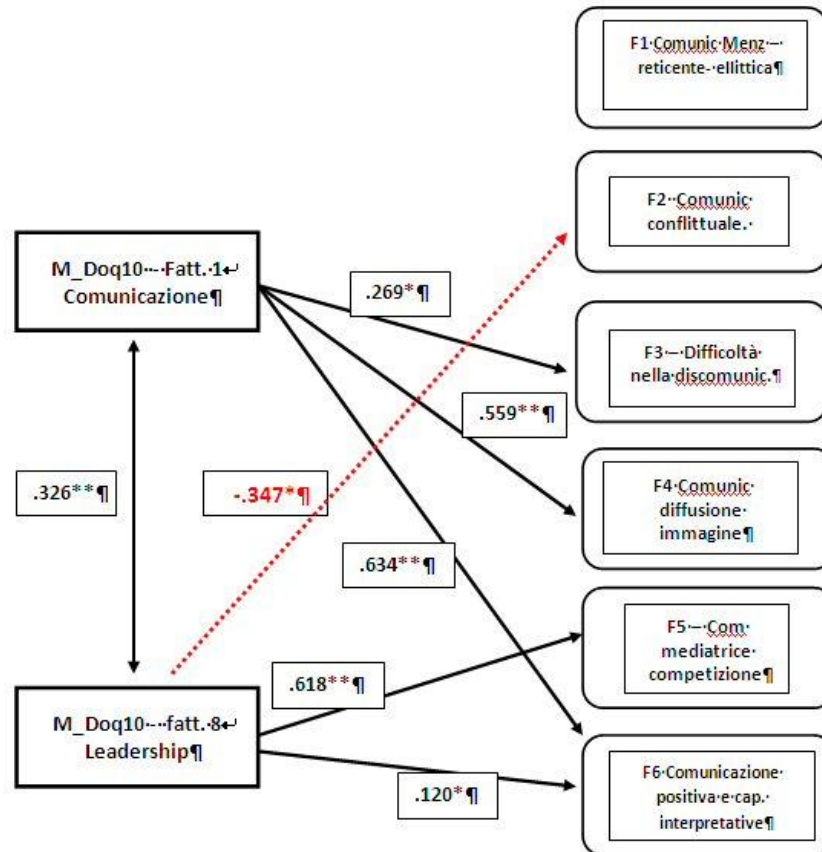 F1·Comunic·Menz·–·
reticente-·ellittica¶
F2··Comunic·
conflittuale.·
M_Doq10·–·Fatt.·1↵
Comunicazione¶
.269*¶
F3·–·Difficoltà·
nella·discomunic.¶
.559**¶
.326**¶
-.347*¶
F4·Comunic·
diffusione·
immagine¶
.634**¶
F5·–·Com·
mediatrice·
competizione¶
.618**¶
M_Doq10·–·fatt.·8↵
Leadership¶
.120*¶
F6·Comunicazione·
positiva·e·cap.·
interpretative¶